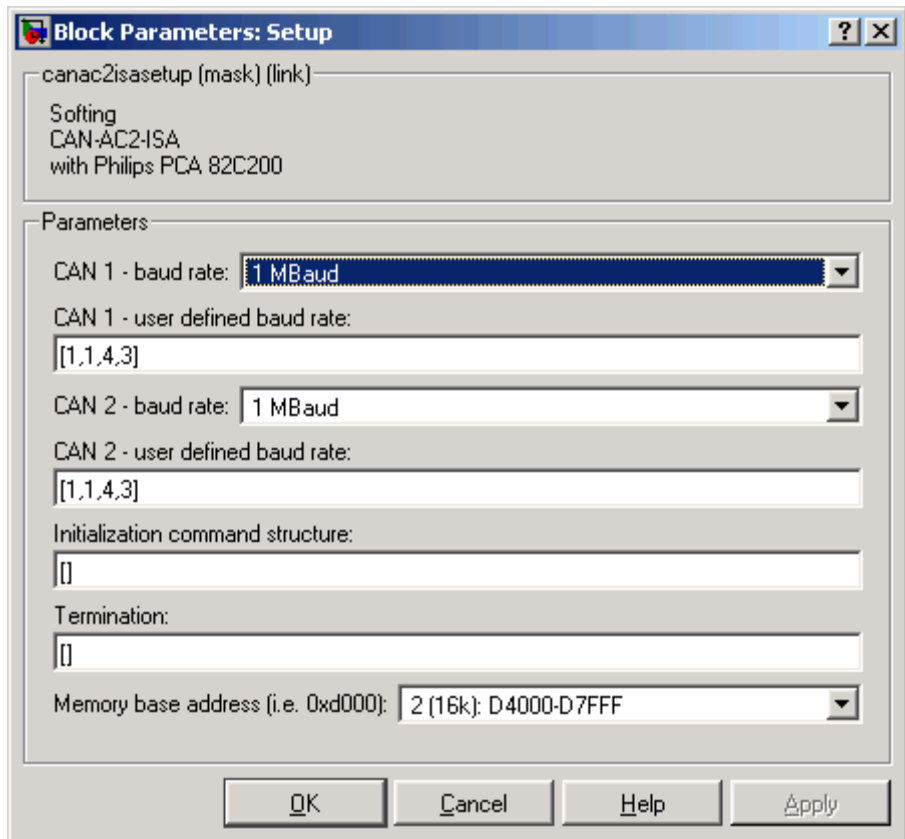 Block Parameters: Setup
canac2isasetup (mask) (link)
Softing
CAN-AC2-ISA
with Philips PCA 82C200
Parameters
CAN 1 - baud rate: 1 MBaud
CAN 1 - user defined baud rate:
[1,1,4,3]
CAN 2 - baud rate: 1 MBaud
CAN 2 - user defined baud rate:
[1,1,4,3]
Initialization command structure:
[]
Termination:
[]
Memory base address (i.e. 0xd000): 2 (16k): D4000-D7FFF
OK Cancel Help Apply